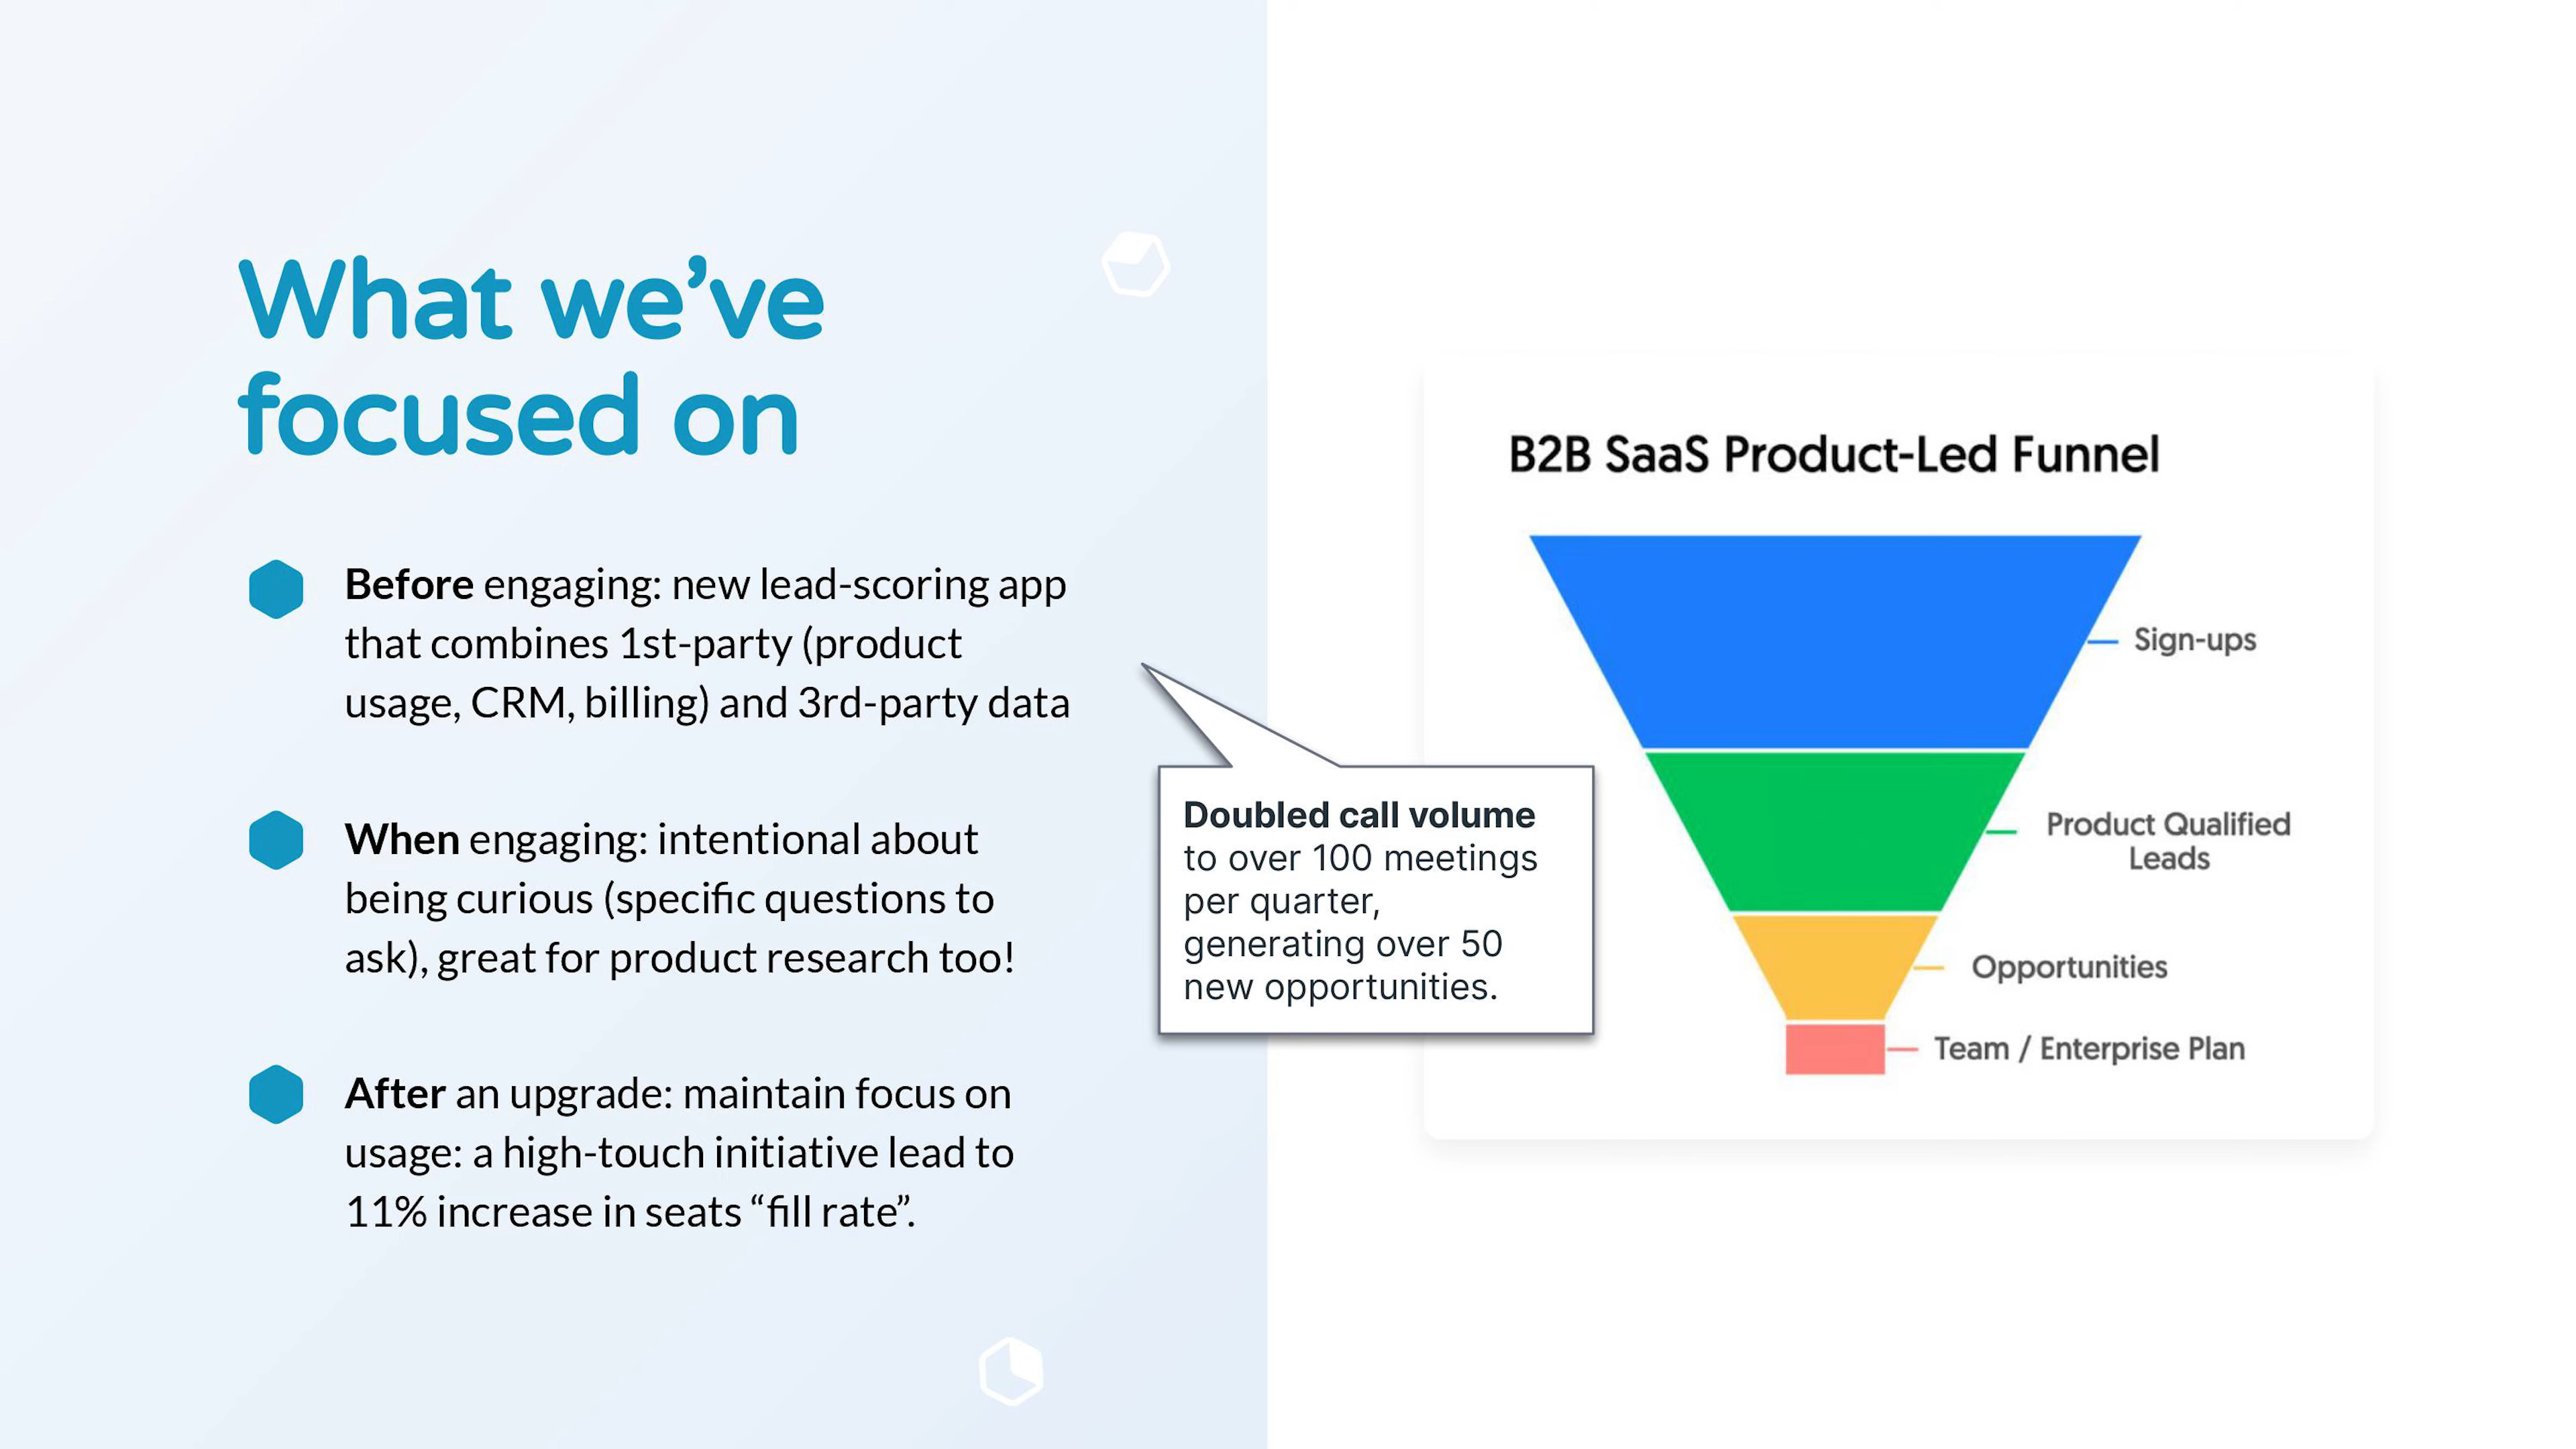 What we’ve
focused on
Before engaging: new lead-scoring app
that combines 1st-party (product
usage, CRM, billing) and 3rd-party data
When engaging: intentional about
being curious (specific questions to
ask), great for product research too!
After an upgrade: maintain focus on
usage: a high-touch initiative lead to
11% increase in seats “fill rate”.
Doubled call volume
to over 100 meetings
per quarter,
generating over 50
new opportunities.
B2B SaaS Product-Led Funnel
Sign-ups
Product Qualified
Leads
Opportunities
Team / Enterprise Plan